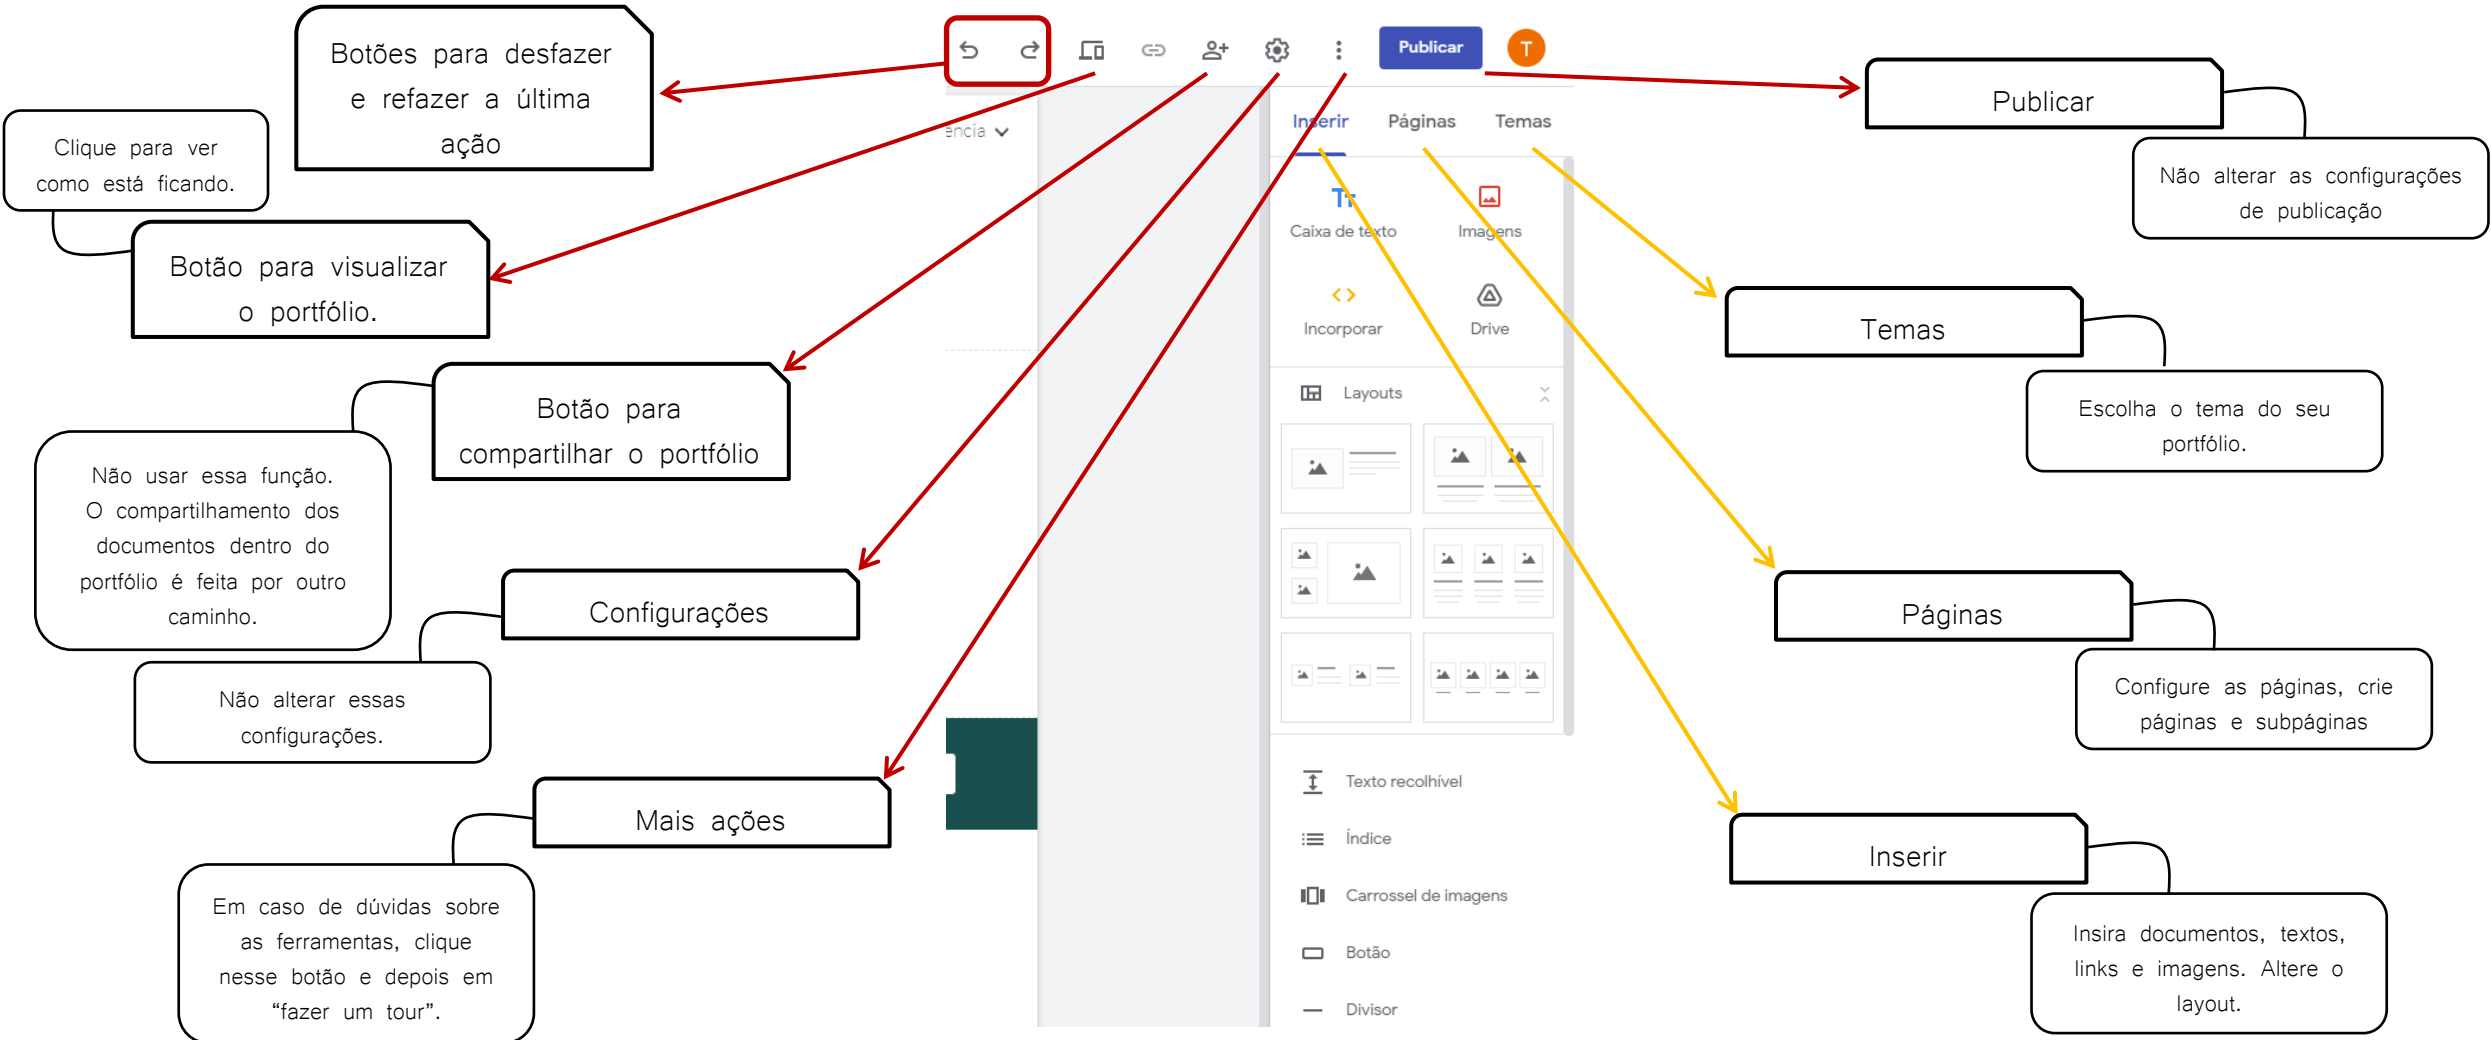 Botões para desfazer
e refazer a última
ação
Clique para ver
como está ficando.
Botão para visualizar
o portfólio.
Botão para
compartilhar o portfólio
Não usar essa função.
O compartilhamento dos
documentos dentro do
portfólio é feita por outro
caminho.
Configurações
Não alterar essas
configurações.
Mais ações
Em caso de dúvidas sobre
as ferramentas, clique
nesse botão e depois em
“fazer um tour”.
Publicar
T
ência
Inserir Páginas Temas
Caixa de texto Imagens
Incorporar Drive
Layouts
Texto recolhível
Índice
Carrossel de imagens
Botão
Divisor
Publicar
Não alterar as configurações
de publicação
Temas
Escolha o tema do seu
portfólio.
Páginas
Configure as páginas, crie
páginas e subpáginas
Inserir
Insira documentos, textos,
links e imagens. Altere o
layout.